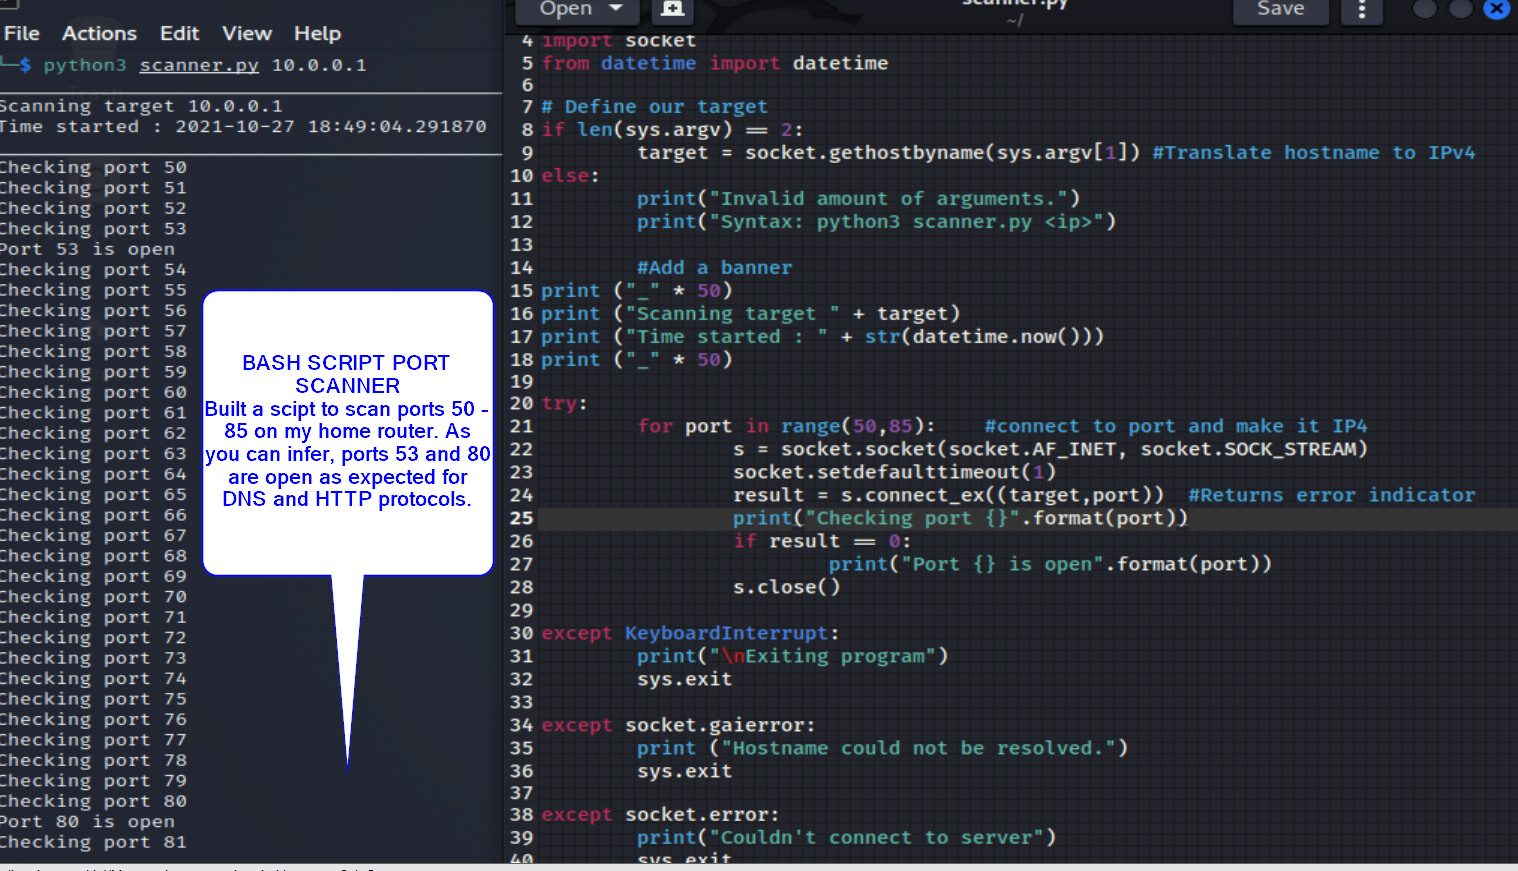 File Actions Edit View Help
$ python3 scanner.py 10.0.0.1
Scanning target 10.0.0.1
Time started : 2021-10-27 18:49:04.291870
Checking port 50
Checking port 51
Checking port 52
Checking port 53
Port 53 is open
Checking port 54
Checking port 55
Checking port 56
Checking port 57
Checking port 58
Checking port 59
Checking port 60
Checking port 61
Checking port 62
Checking port 63
Checking port 64
Checking port 65
Checking port 66
Checking port 67
Checking port 68
Checking port 69
Checking port 70
Checking port 71
Checking port 72
Checking port 73
Checking port 74
Checking port 75
Checking port 76
Checking port 77
Checking port 78
Checking port 79
Checking port 80
Port 80 is open
Checking port 81
BASH SCRIPT PORT
SCANNER
Built a scipt to scan ports 50 -
85 on my home router. As
you can infer, ports 53 and 80
are open as expected for
DNS and HTTP protocols.
Open scanner.py Save
~/
4 import socket
5 from datetime import datetime
6
7 # Define our target
8 if len(sys.argv) == 2:
9 target = socket.gethostbyname(sys.argv[1]) #Translate hostname to IPv4
10 else:
11 print("Invalid amount of arguments.")
12 print("Syntax: python3 scanner.py <ip>")
13
14 #Add a banner
15 print ("_" * 50)
16 print ("Scanning target " + target)
17 print ("Time started : " + str(datetime.now()))
18 print ("_" * 50)
19
20 try:
21 for port in range(50,85): #connect to port and make it IP4
22 s = socket.socket(socket.AF_INET, socket.SOCK_STREAM)
23 socket.setdefaulttimeout(1)
24 result = s.connect_ex((target,port)) #Returns error indicator
25 print("Checking port {}".format(port))
26 if result == 0:
27 print("Port {} is open".format(port))
28 s.close()
29
30 except KeyboardInterrupt:
31 print("\nExiting program")
32 sys.exit
33
34 except socket.gaierror:
35 print ("Hostname could not be resolved.")
36 sys.exit
37
38 except socket.error:
39 print("Couldn't connect to server")
40 sys.exit